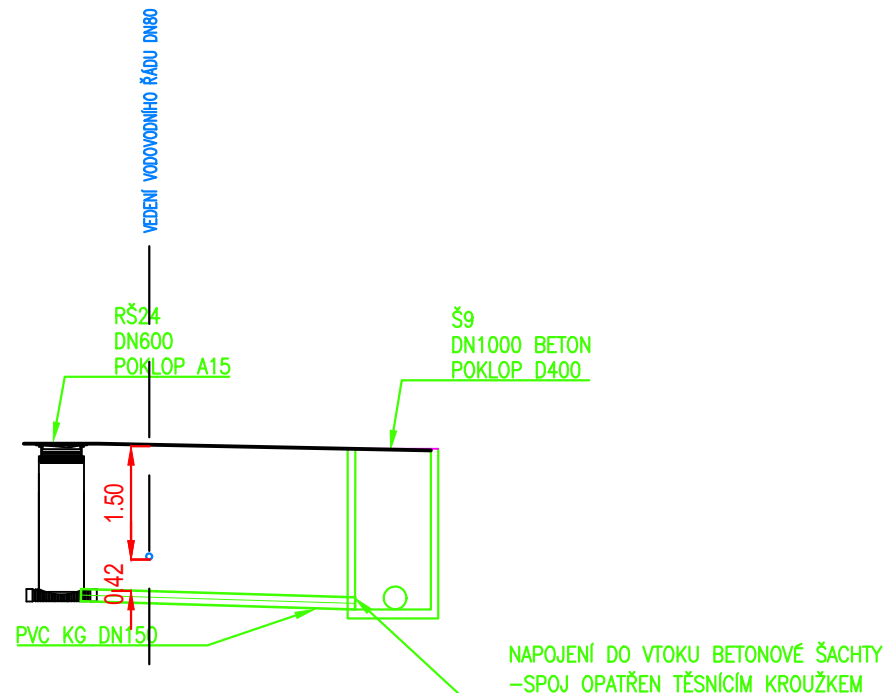 VEDENÍ VODOVODNÍHO ŘÁDU DN80
RŠ24
DN600
POKLOP A15
Š9
DN1000 BETON
POKLOP D400
1.50
0.42
PVC KG DN150
NAPOJENÍ DO VTOKU BETONOVÉ ŠACHTY
-SPOJ OPATŘEN TĚSNÍCÍM KROUŽKEM